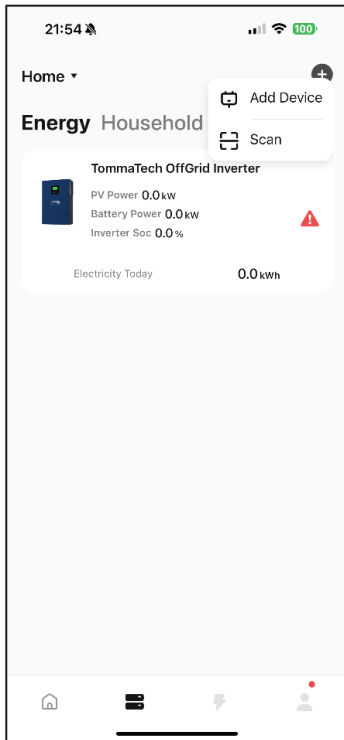 21:54
100
Home
Add Device
Energy Household
Scan
TommaTech OffGrid Inverter
PV Power 0.0 kW
Battery Power 0.0 kW
Inverter Soc 0.0 %
Electricity Today 0.0 kWh